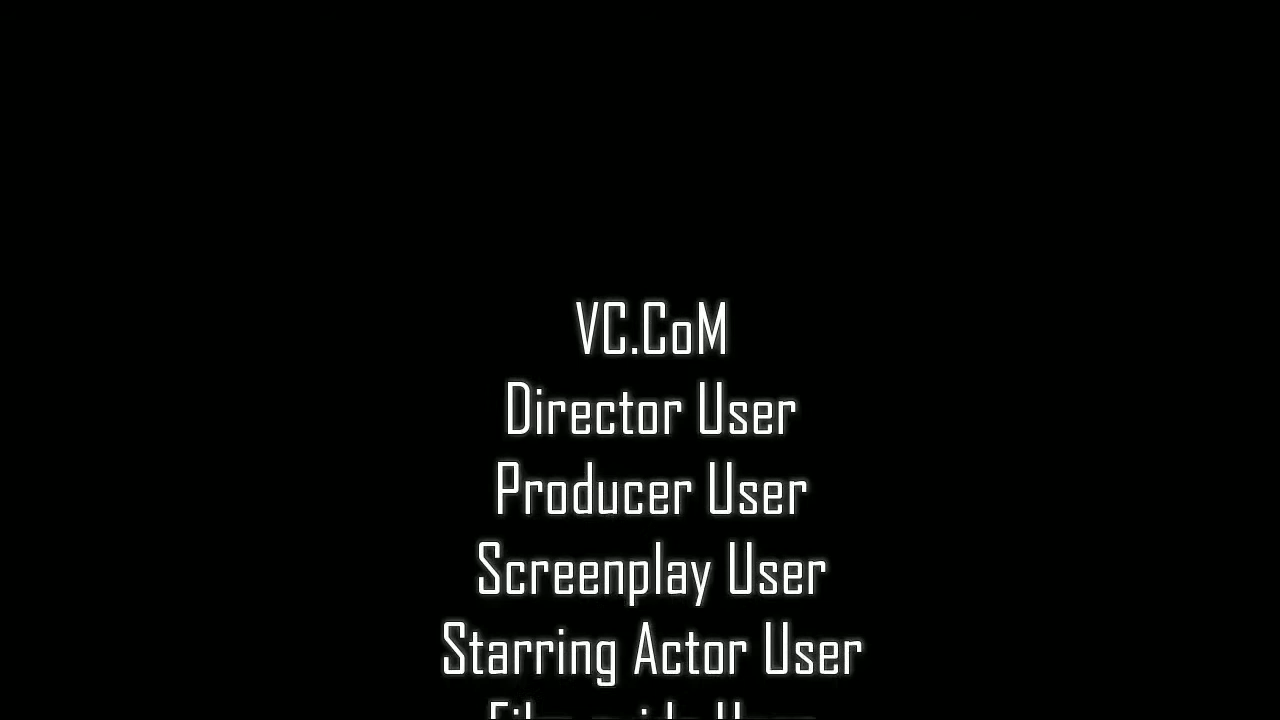 VC.CoM
Director User
Producer User
Screenplay User
Starring Actor User